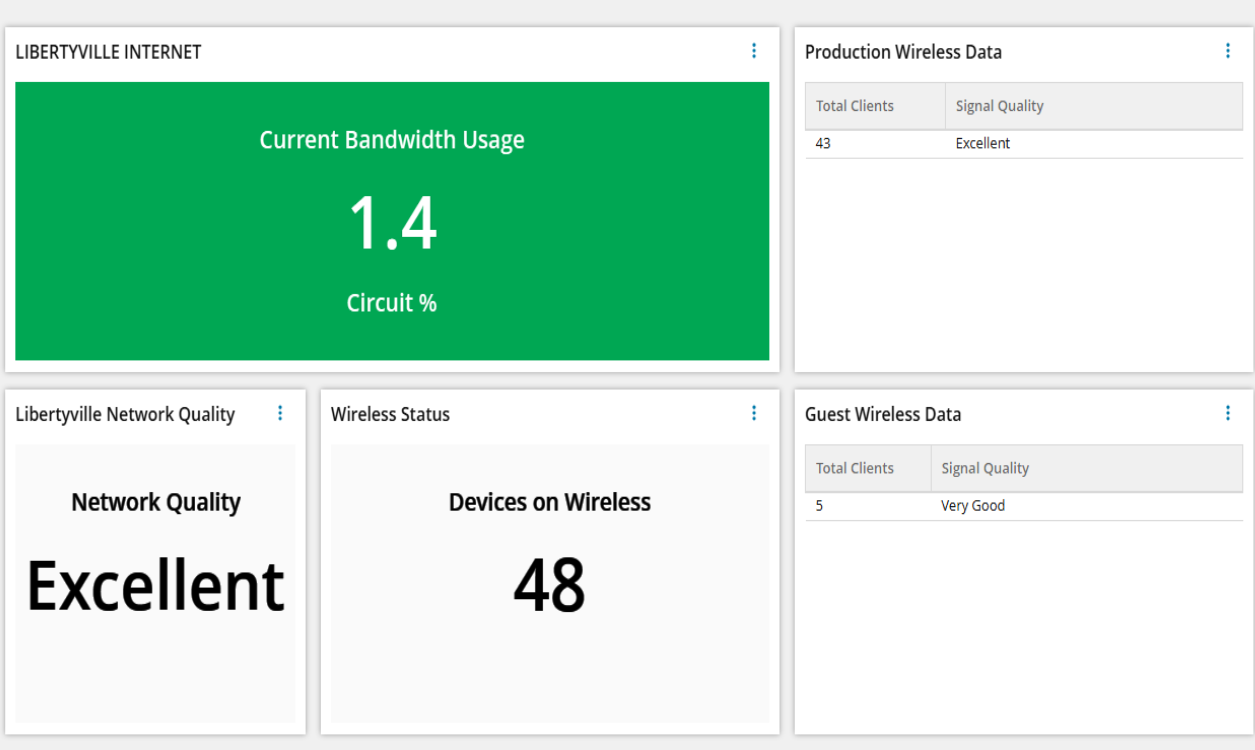 LIBERTYVILLE INTERNET
Current Bandwidth Usage
1.4
Circuit %
Production Wireless Data
Total Clients Signal Quality
43 Excellent
Libertyville Network Quality
Network Quality
Excellent
Wireless Status
Devices on Wireless
48
Guest Wireless Data
Total Clients Signal Quality
5 Very Good